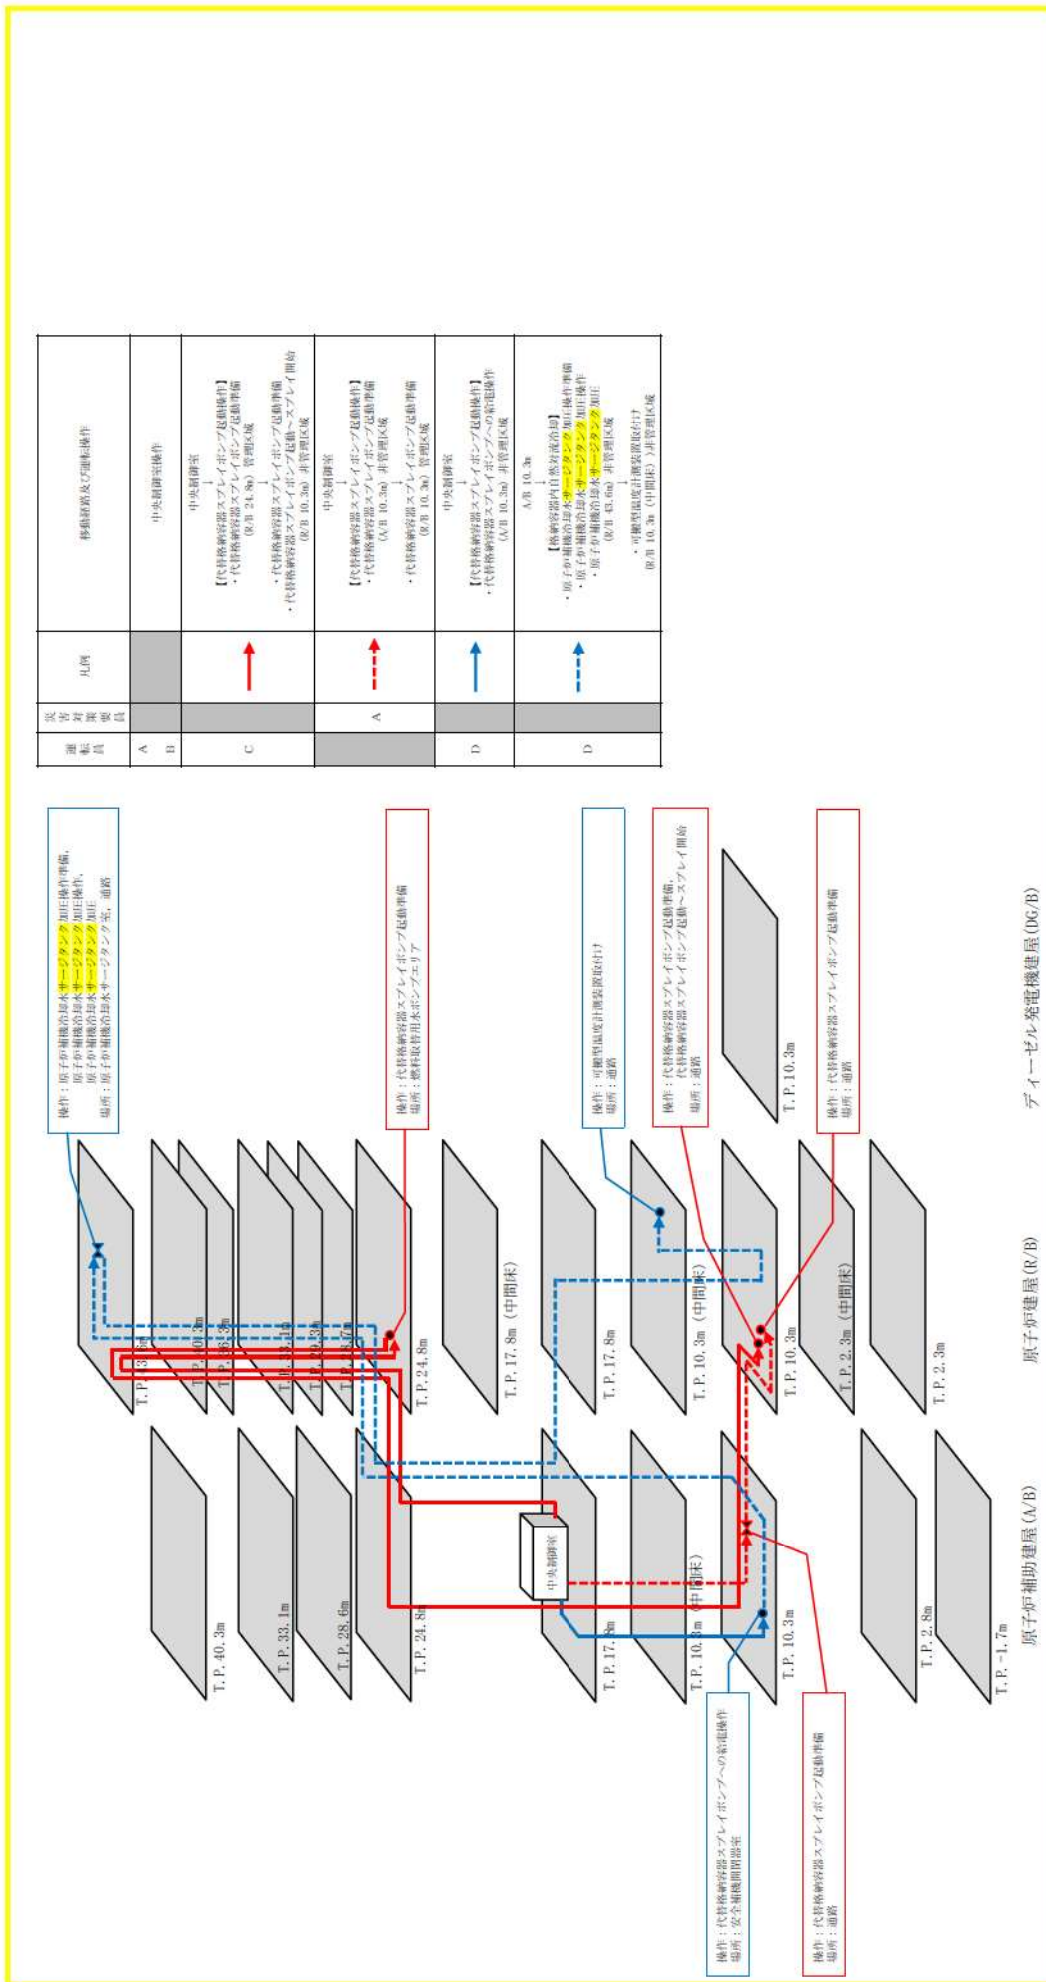 操作：原子炉補機冷却水サージタンク加圧操作準備，
原子炉補機冷却水サージタンク加圧操作，
原子炉補機冷却水サージタンク加圧
場所：原子炉補機冷却水サージタンク室，通路
操作：代替格納容器スプレイポンプ起動準備
場所：燃料取替用水ポンプエリア
操作：可搬型温度計測装置取付け
場所：通路
操作：代替格納容器スプレイポンプ起動準備，
代替格納容器スプレイポンプ起動～スプレイ開始
場所：通路
操作：代替格納容器スプレイポンプ起動準備
場所：通路
操作：代替格納容器スプレイポンプへの給電操作
場所：安全補機開閉器室
操作：代替格納容器スプレイポンプ起動準備
場所：通路
中央制御室
T.P.40.3m
T.P.33.1m
T.P.28.6m
T.P.24.8m
T.P.17.8m
T.P.10.3m (中間床)
T.P.10.3m
T.P.2.8m
T.P.-1.7m
原子炉補助建屋(A/B)
T.P.43.6m
T.P.40.3m
T.P.36.3m
T.P.33.1m
T.P.29.3m
T.P.24.8m
T.P.17.8m (中間床)
T.P.17.8m
T.P.10.3m (中間床)
T.P.10.3m
T.P.2.3m (中間床)
T.P.2.3m
原子炉建屋(R/B)
T.P.10.3m
ディーゼル発電機建屋(DG/B)
運転員
災害対策要員
凡例
移動経路及び運転操作
A
B
中央制御室操作
C
中央制御室
↓
【代替格納容器スプレイポンプ起動操作】
・代替格納容器スプレイポンプ起動準備
(R/B 24.8m) 管理区域
↓
・代替格納容器スプレイポンプ起動準備
・代替格納容器スプレイポンプ起動～スプレイ開始
(R/B 10.3m) 非管理区域
A
中央制御室
↓
【代替格納容器スプレイポンプ起動操作】
・代替格納容器スプレイポンプ起動準備
(A/B 10.3m) 非管理区域
↓
・代替格納容器スプレイポンプ起動準備
(R/B 10.3m) 管理区域
D
中央制御室
↓
【代替格納容器スプレイポンプ起動操作】
・代替格納容器スプレイポンプへの給電操作
(A/B 10.3m) 非管理区域
D
A/B 10.3m
↓
【格納容器内自然対流冷却】
・原子炉補機冷却水サージタンク加圧操作準備
・原子炉補機冷却水サージタンク加圧操作
・原子炉補機冷却水サージタンク加圧
(R/B 43.6m) 非管理区域
↓
・可搬型温度計測装置取付け
(R/B 10.3m (中間床)) 非管理区域